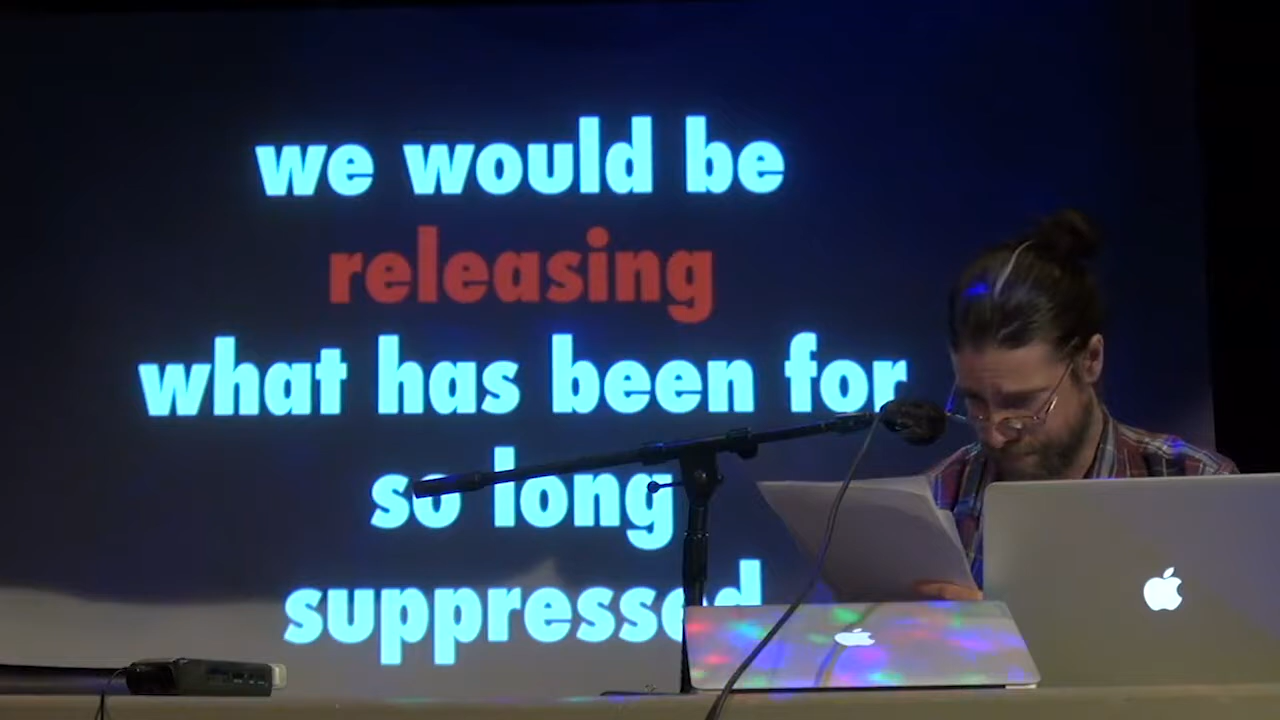 we would be
releasing
what has been for
so long
suppressed